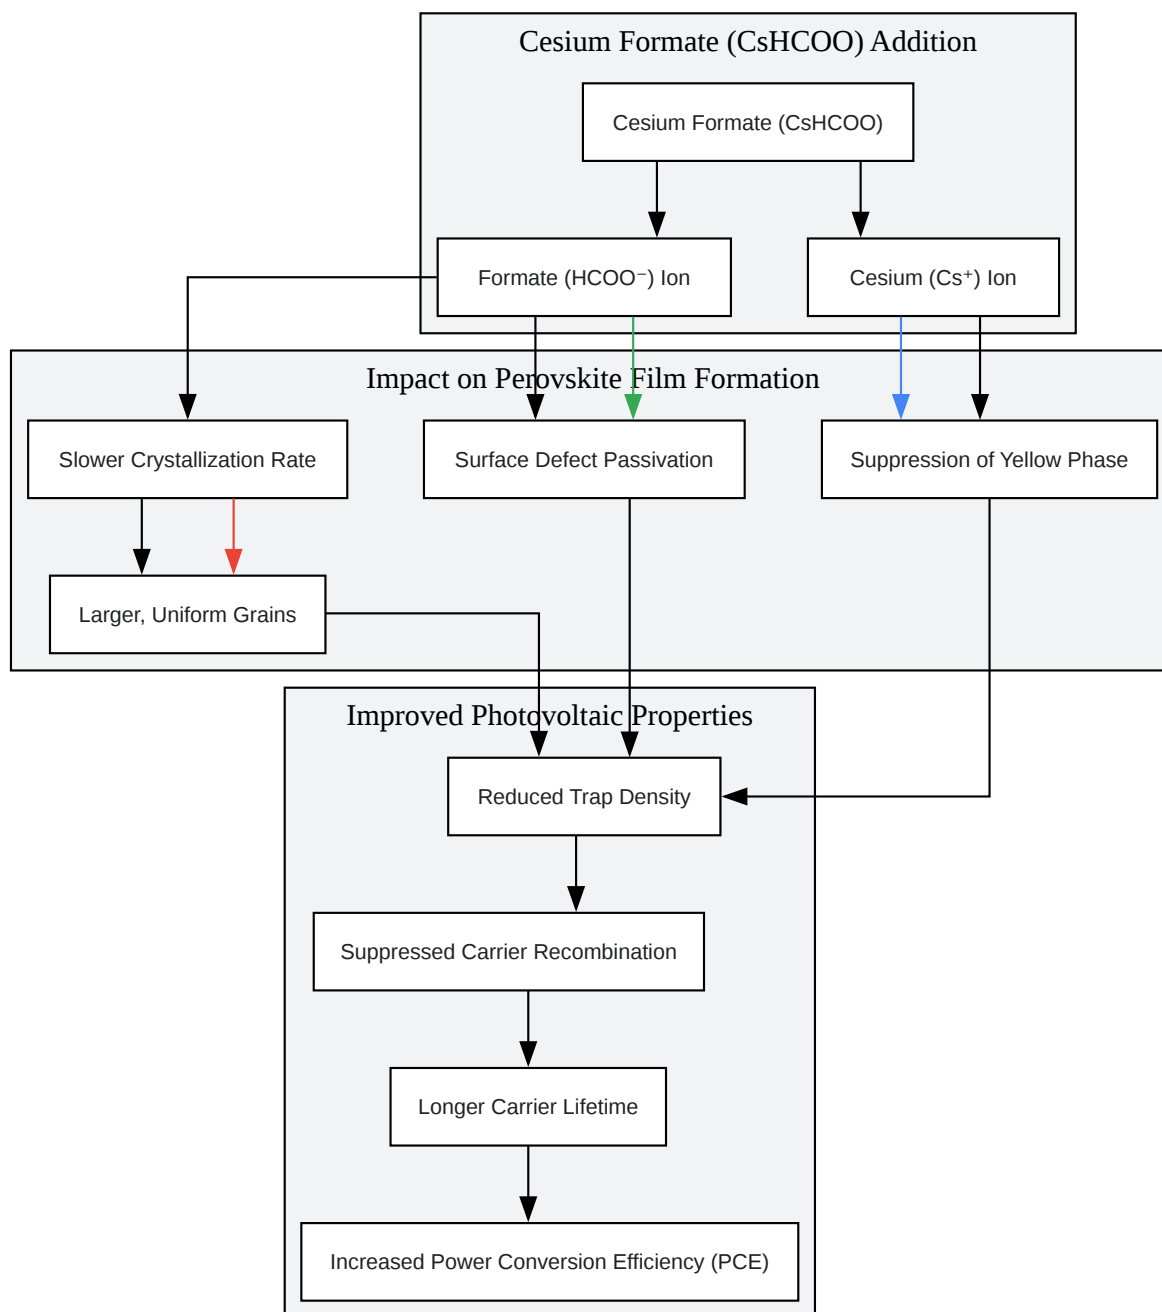 Cesium Formate (CsHCOO) Addition
Cesium Formate (CsHCOO)
Formate (HCOO⁻) Ion
Cesium (Cs⁺) Ion
Impact on Perovskite Film Formation
Slower Crystallization Rate
Surface Defect Passivation
Suppression of Yellow Phase
Larger, Uniform Grains
Improved Photovoltaic Properties
Reduced Trap Density
Suppressed Carrier Recombination
Longer Carrier Lifetime
Increased Power Conversion Efficiency (PCE)